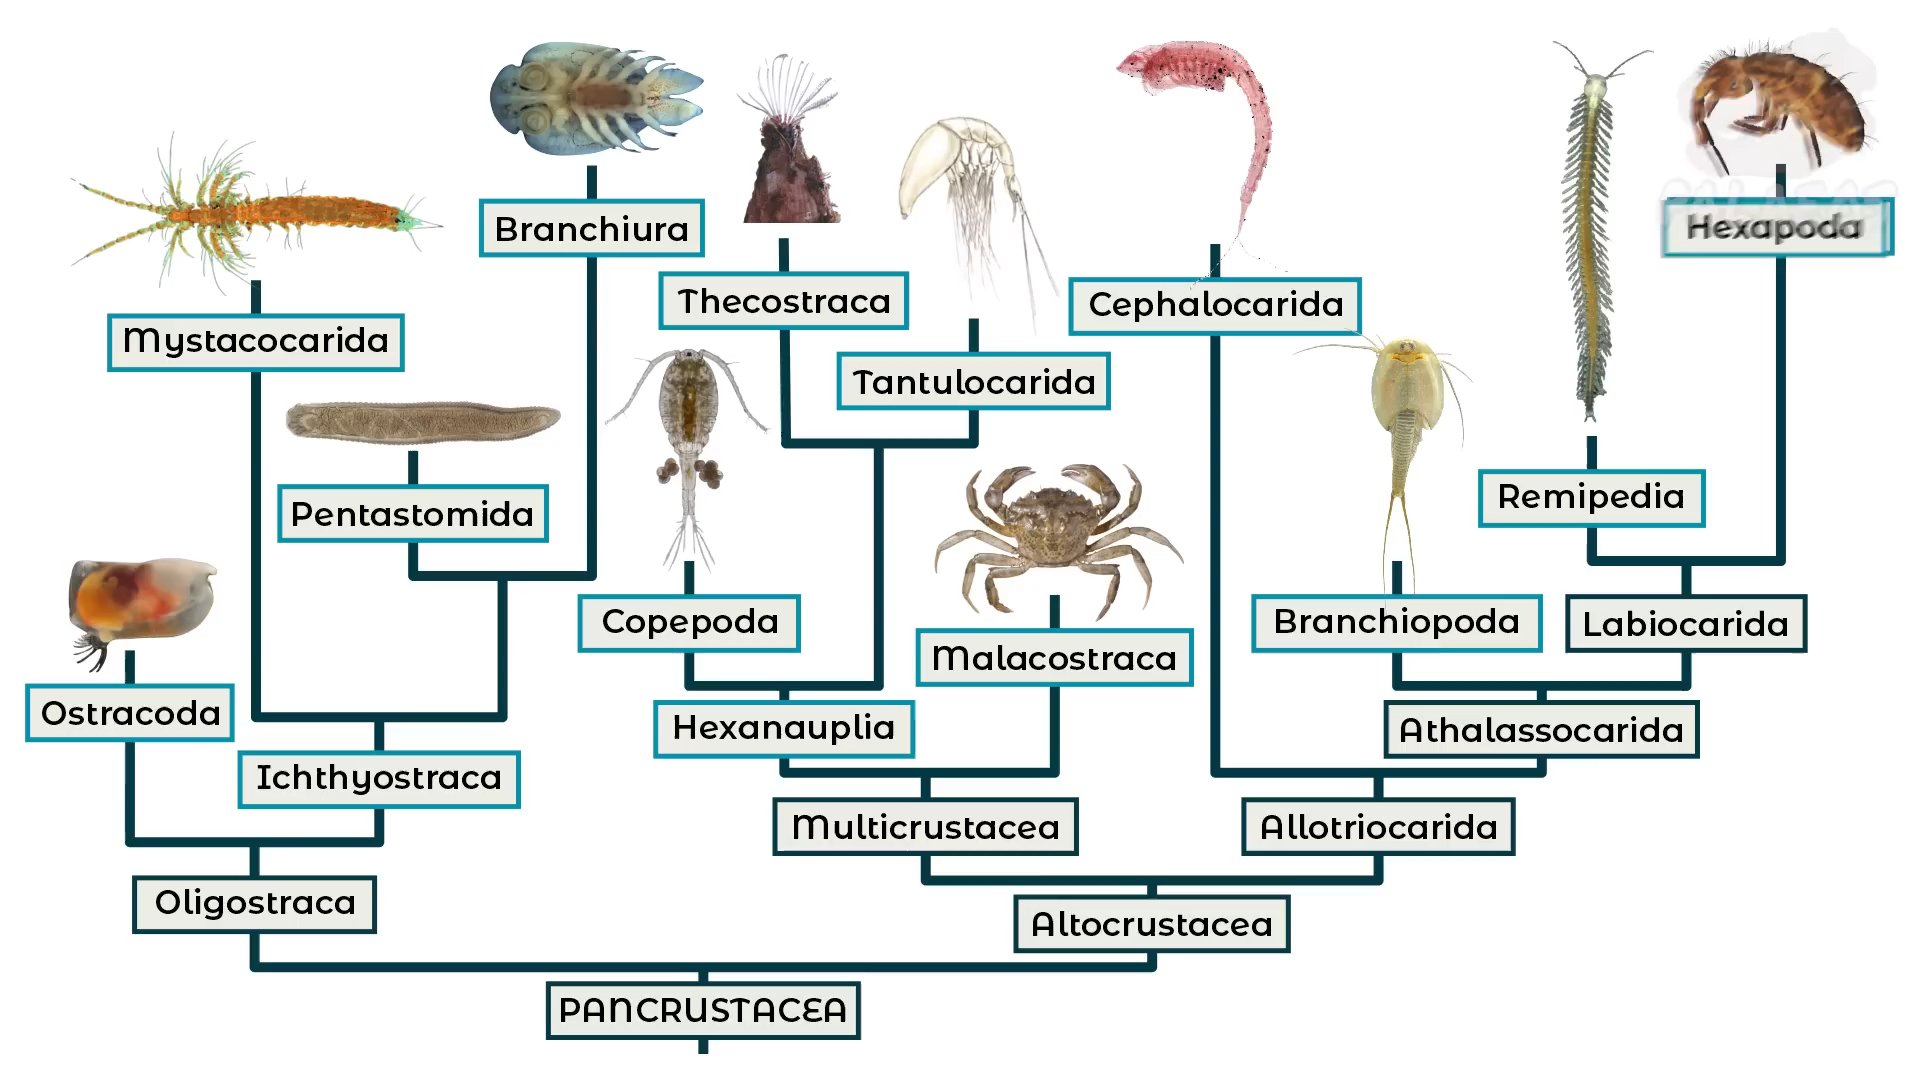 Branchiura
Hexapoda
Thecostraca
Cephalocarida
Mystacocarida
Tantulocarida
Remipedia
Pentastomida
Copepoda
Branchiopoda
Labiocarida
Malacostraca
Ostracoda
Hexanauplia
Athalassocarida
Ichthyostraca
Multicrustacea
Allotriocarida
Oligostraca
Altocrustacea
PANCRUSTACEA